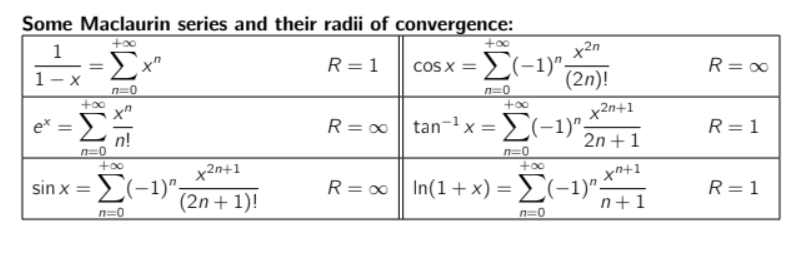 Some Maclaurin series and their radii of convergence:
\frac{1}{1-x} = \sum_{n=0}^{+\infty} x^n    R = 1    \cos x = \sum_{n=0}^{+\infty} (-1)^n \frac{x^{2n}}{(2n)!}    R = \infty
e^x = \sum_{n=0}^{+\infty} \frac{x^n}{n!}    R = \infty    \tan^{-1} x = \sum_{n=0}^{+\infty} (-1)^n \frac{x^{2n+1}}{2n+1}    R = 1
\sin x = \sum_{n=0}^{+\infty} (-1)^n \frac{x^{2n+1}}{(2n+1)!}    R = \infty    \ln(1+x) = \sum_{n=0}^{+\infty} (-1)^n \frac{x^{n+1}}{n+1}    R = 1